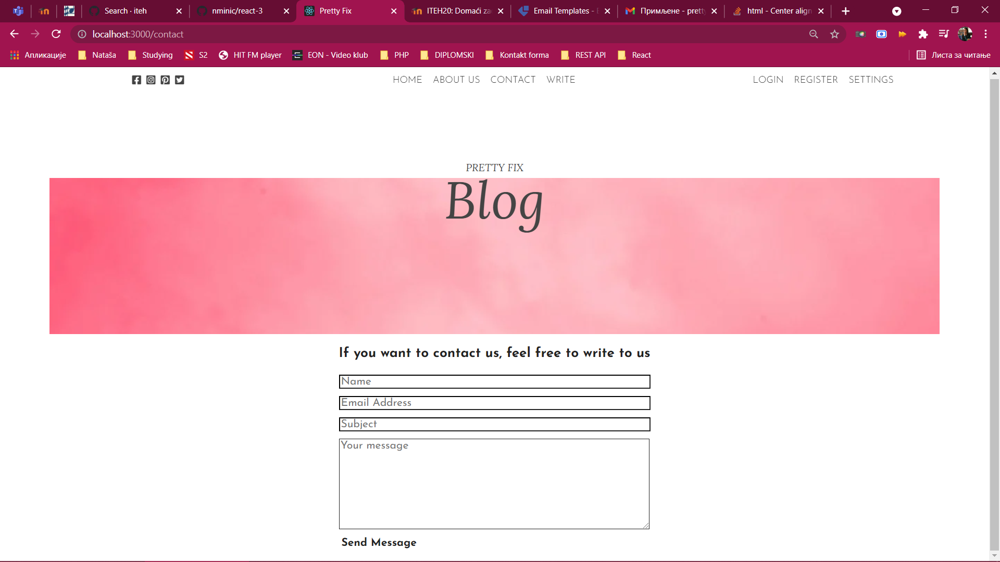 Search · iteh
nminic/react-3
Pretty Fix
ITEH20: Domaći za
Email Templates -
Примљене - pretty
html - Center align
localhost:3000/contact
Апликације
Nataša
Studying
S2
HIT FM player
EON - Video klub
PHP
DIPLOMSKI
Kontakt forma
REST API
React
Листа за читање
HOME ABOUT US CONTACT WRITE
LOGIN REGISTER SETTINGS
PRETTY FIX
Blog
If you want to contact us, feel free to write to us
Name
Email Address
Subject
Your message
Send Message